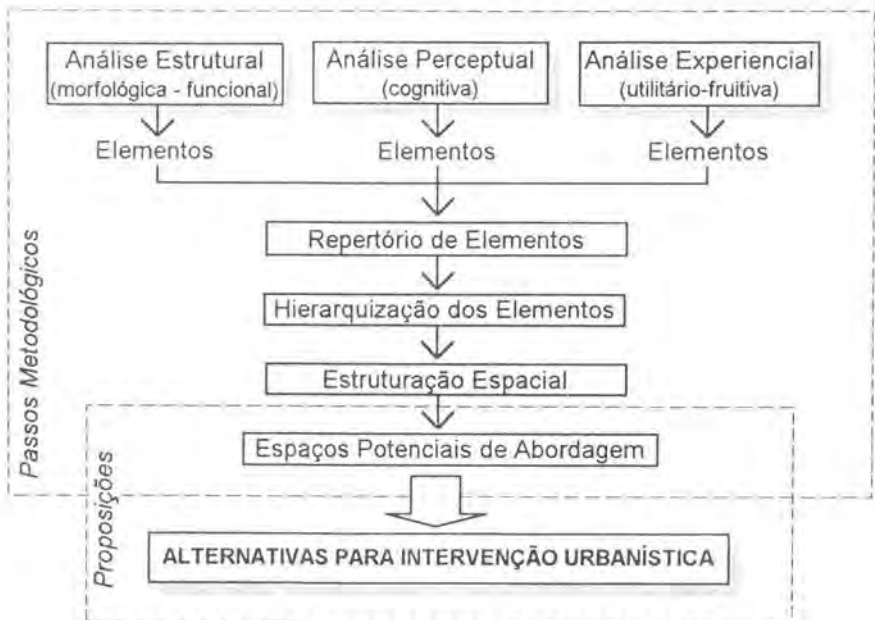 Análise Estrutural
(morfológica - funcional)
Análise Perceptual
(cognitiva)
Análise Experiencial
(utilitário-fruitiva)
Elementos
Elementos
Elementos
Repertório de Elementos
Hierarquização dos Elementos
Estruturação Espacial
Passos Metodológicos
Espaços Potenciais de Abordagem
Proposições
ALTERNATIVAS PARA INTERVENÇÃO URBANÍSTICA